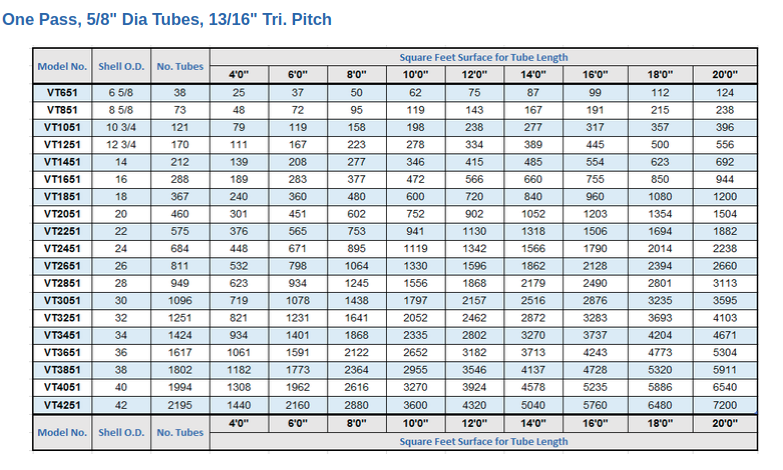 One Pass, 5/8" Dia Tubes, 13/16" Tri. Pitch
Model No. Shell O.D. No. Tubes Square Feet Surface for Tube Length
4'0" 6'0" 8'0" 10'0" 12'0" 14'0" 16'0" 18'0" 20'0"
VT651 6 5/8 38 25 37 50 62 75 87 99 112 124
VT851 8 5/8 73 48 72 95 119 143 167 191 215 238
VT1051 10 3/4 121 79 119 158 198 238 277 317 357 396
VT1251 12 3/4 170 111 167 223 278 334 389 445 500 556
VT1451 14 212 139 208 277 346 415 485 554 623 692
VT1651 16 288 189 283 377 472 566 660 755 850 944
VT1851 18 367 240 360 480 600 720 840 960 1080 1200
VT2051 20 460 301 451 602 752 902 1052 1203 1354 1504
VT2251 22 575 376 565 753 941 1130 1318 1506 1694 1882
VT2451 24 684 448 671 895 1119 1342 1566 1790 2014 2238
VT2651 26 811 532 798 1064 1330 1596 1862 2128 2394 2660
VT2851 28 949 623 934 1245 1556 1868 2179 2490 2801 3113
VT3051 30 1096 719 1078 1438 1797 2157 2516 2876 3235 3595
VT3251 32 1251 821 1231 1641 2052 2462 2872 3283 3693 4103
VT3451 34 1424 934 1401 1868 2335 2802 3270 3737 4204 4671
VT3651 36 1617 1061 1591 2122 2652 3182 3713 4243 4773 5304
VT3851 38 1802 1182 1773 2364 2955 3546 4137 4728 5320 5911
VT4051 40 1994 1308 1962 2616 3270 3924 4578 5235 5886 6540
VT4251 42 2195 1440 2160 2880 3600 4320 5040 5760 6480 7200
Model No. Shell O.D. No. Tubes 4'0" 6'0" 8'0" 10'0" 12'0" 14'0" 16'0" 18'0" 20'0"
Square Feet Surface for Tube Length